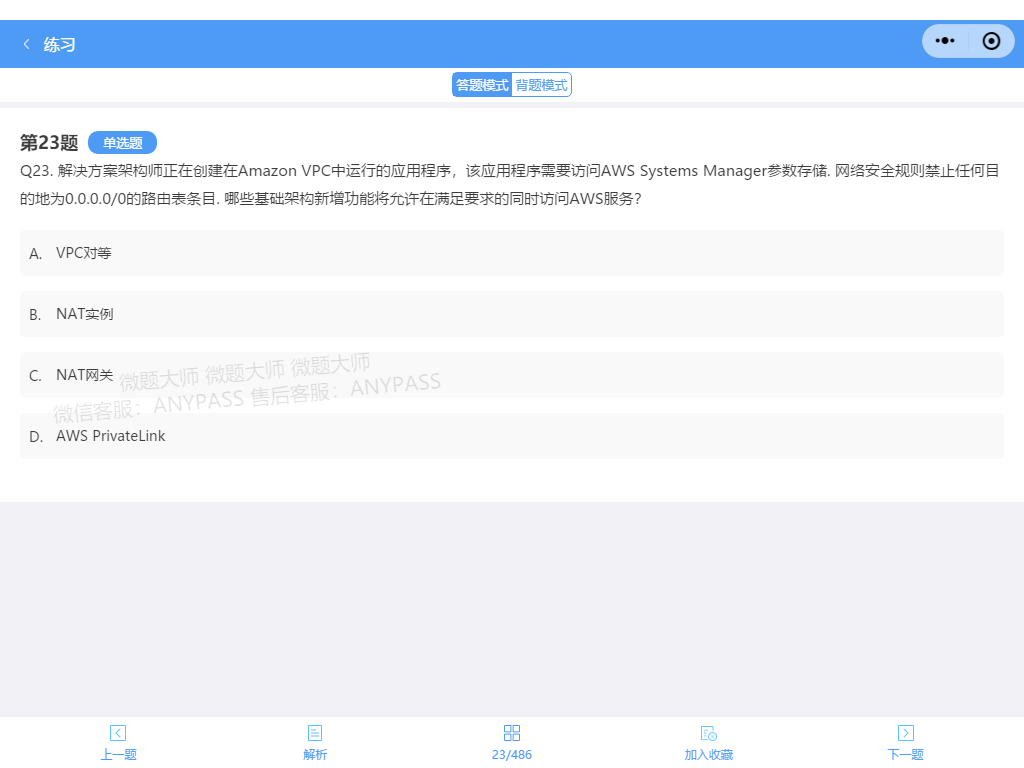 练习
答题模式 背题模式
第23题 单选题
Q23. 解决方案架构师正在创建在Amazon VPC中运行的应用程序，该应用程序需要访问AWS Systems Manager参数存储. 网络安全规则禁止任何目
的地为0.0.0.0/0的路由表条目. 哪些基础架构新增功能将允许在满足要求的同时访问AWS服务？
A. VPC对等
B. NAT实例
C. NAT网关
微题大师 微题大师 微题大师
微信客服：ANYPASS 售后客服：ANYPASS
D. AWS PrivateLink
上一题 解析 23/486 加入收藏 下一题